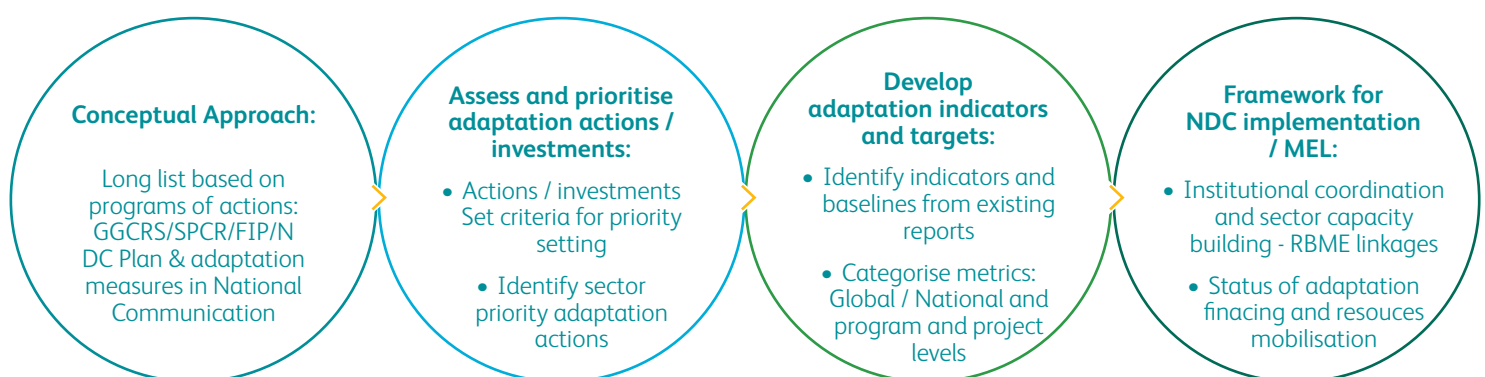 Conceptual Approach:
Long list based on
programs of actions:
GGCRS/SPCR/FIP/N
DC Plan & adaptation
measures in National
Communication
Assess and prioritise
adaptation actions /
investments:
• Actions / investments
Set criteria for priority
setting
• Identify sector
priority adaptation
actions
Develop
adaptation indicators
and targets:
• Identify indicators and
baselines from existing
reports
• Categorise metrics:
Global / National and
program and project
levels
Framework for
NDC implementation
/ MEL:
• Institutional coordination
and sector capacity
building - RBME linkages
• Status of adaptation
finacing and resouces
mobilisation